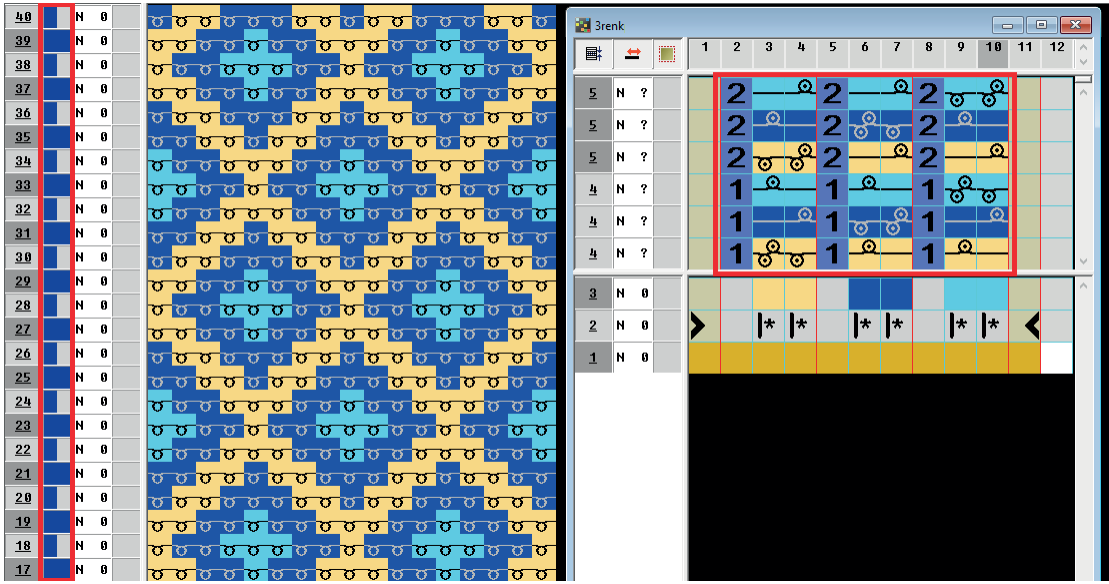 3renk
40 N 0
39 N 0
38 N 0
37 N 0
36 N 0
35 N 0
34 N 0
33 N 0
32 N 0
31 N 0
30 N 0
29 N 0
28 N 0
27 N 0
26 N 0
25 N 0
24 N 0
23 N 0
22 N 0
21 N 0
20 N 0
19 N 0
18 N 0
17 N 0
1 2 3 4 5 6 7 8 9 10 11 12
5 N ? 2 2 2
5 N ? 2 2 2
5 N ? 2 2 2
4 N ? 1 1 1
4 N ? 1 1 1
4 N ? 1 1 1
3 N 0
2 N 0 > |* |* |* |* |* |* <
1 N 0